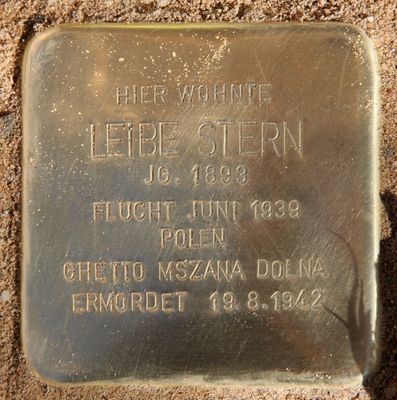 HIER WOHNTE
LEIBE STERN
JG. 1893
FLUCHT JUNI 1939
POLEN
GHETTO MSZANA DOLNA
ERMORDET 19.8.1942